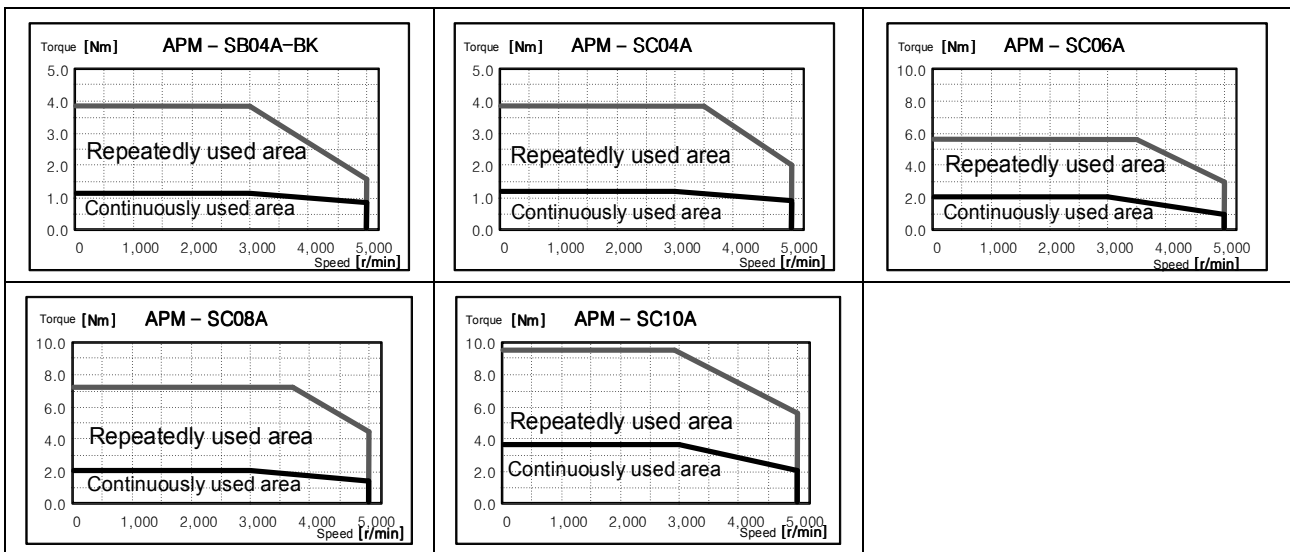 Torque [Nm] APM – SB04A-BK
5.0
4.0
3.0
2.0
1.0
0.0
Repeatedly used area
Continuously used area
0 1,000 2,000 3,000 4,000 5,000
Speed [r/min]
Torque [Nm] APM – SC04A
5.0
4.0
3.0
2.0
1.0
0.0
Repeatedly used area
Continuously used area
0 1,000 2,000 3,000 4,000 5,000
Speed [r/min]
Torque [Nm] APM – SC06A
10.0
8.0
6.0
4.0
2.0
0.0
Repeatedly used area
Continuously used area
0 1,000 2,000 3,000 4,000 5,000
Speed [r/min]
Torque [Nm] APM – SC08A
10.0
8.0
6.0
4.0
2.0
0.0
Repeatedly used area
Continuously used area
0 1,000 2,000 3,000 4,000 5,000
Speed [r/min]
Torque [Nm] APM – SC10A
10.0
8.0
6.0
4.0
2.0
0.0
Repeatedly used area
Continuously used area
0 1,000 2,000 3,000 4,000 5,000
Speed [r/min]